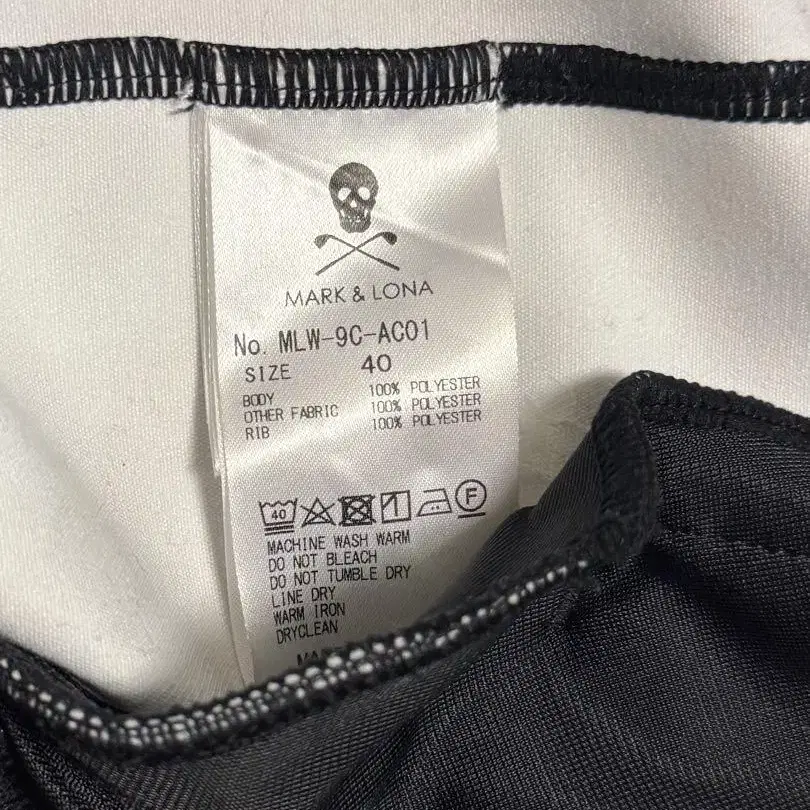 MARK & LONA
No. MLW-9C-AC01
SIZE 40
BODY 100% POLYESTER
OTHER FABRIC 100% POLYESTER
RIB 100% POLYESTER
40 F
MACHINE WASH WARM
DO NOT BLEACH
DO NOT TUMBLE DRY
LINE DRY
WARM IRON
DRYCLEAN